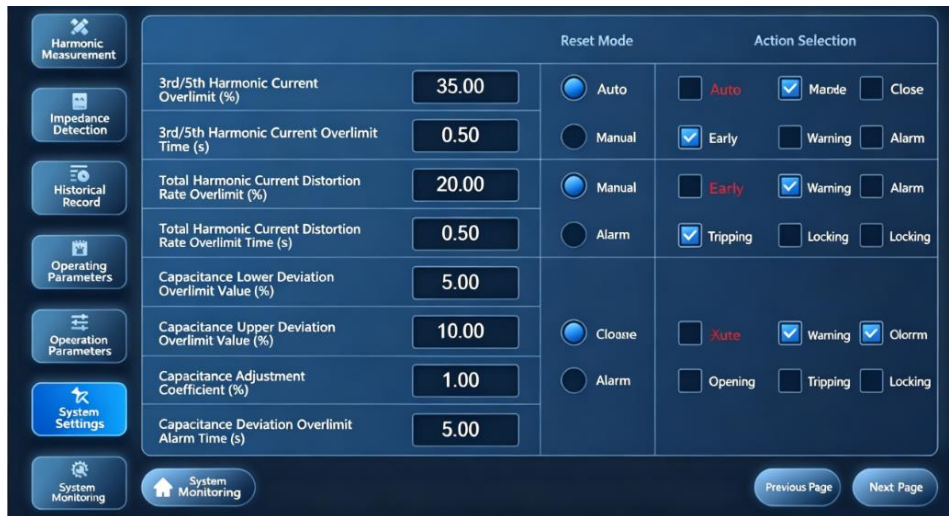 Harmonic
Measurement
Impedance
Detection
Historical
Record
Operating
Parameters
Opeeration
Parameters
System
Settings
System
Monitoring
Reset Mode
Action Selection
3rd/5th Harmonic Current
Overlimit (%)
35.00
Auto
Auto
Mande
Close
3rd/5th Harmonic Current Overlimit
Time (s)
0.50
Manual
Early
Warning
Alarm
Total Harmonic Current Distortion
Rate Overlimit (%)
20.00
Manual
Early
Warning
Alarm
Total Harmonic Current Distortion
Rate Overlimit Time (s)
0.50
Alarm
Tripping
Locking
Locking
Capacitance Lower Deviation
Overlimit Value (%)
5.00
Capacitance Upper Deviation
Overlimit Value (%)
10.00
Cloωne
Xute
Warning
Olorrm
Capacitance Adjustment
Coefficient (%)
1.00
Alarm
Opening
Tripping
Locking
Capacitance Deviation Overlimit
Alarm Time (s)
5.00
System
Monitoring
Previous Page
Next Page